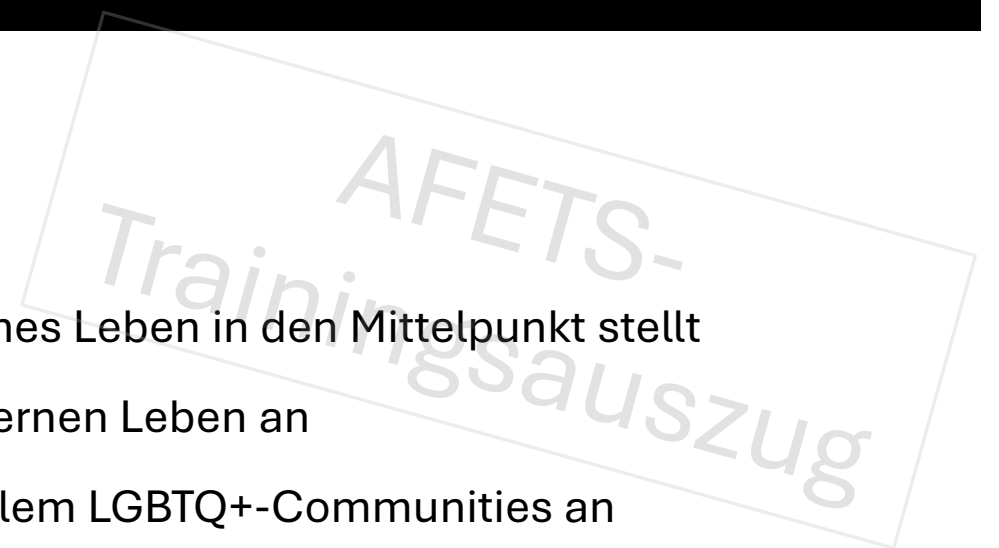 AFETS-
Trainingsauszug
nes Leben in den Mittelpunkt stellt
ernen Leben an
lem LGBTQ+-Communities an